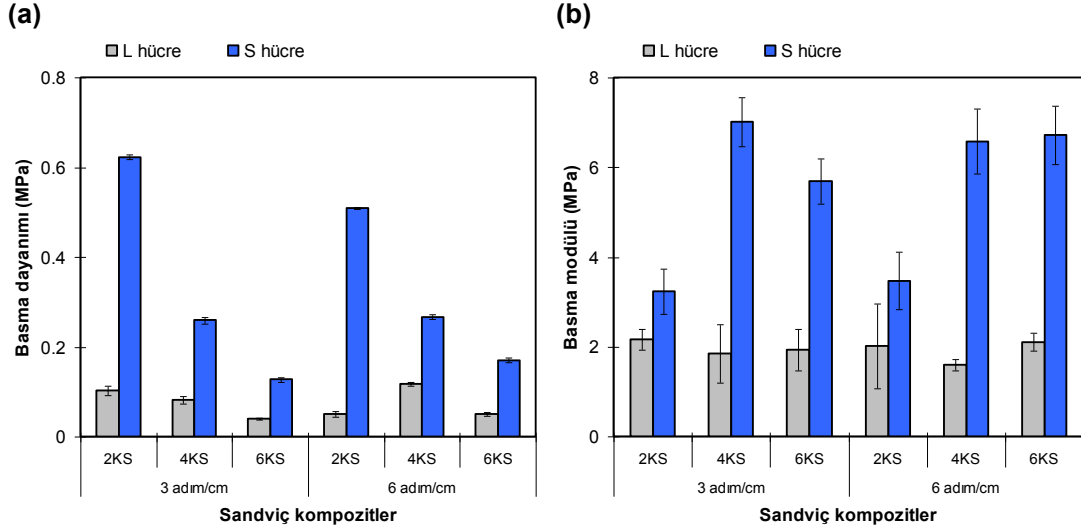 (a)
L hücre S hücre
Basma dayanımı (MPa)
0.8
0.6
0.4
0.2
0
2KS 4KS 6KS 2KS 4KS 6KS
3 adım/cm 6 adım/cm
Sandviç kompozitler
(b)
L hücre S hücre
Basma modülü (MPa)
8
6
4
2
0
2KS 4KS 6KS 2KS 4KS 6KS
3 adım/cm 6 adım/cm
Sandviç kompozitler